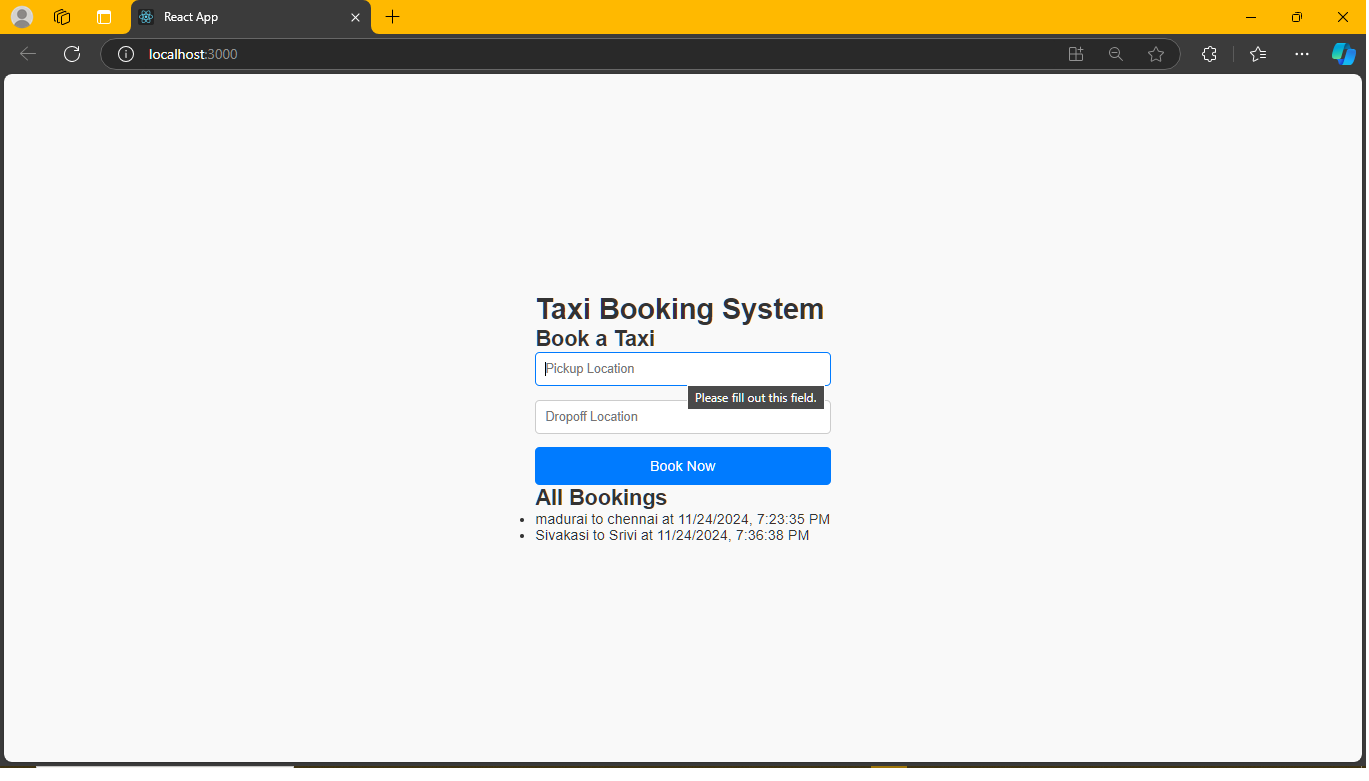 React App
localhost:3000
Taxi Booking System
Book a Taxi
Pickup Location
Please fill out this field.
Dropoff Location
Book Now
All Bookings
madurai to chennai at 11/24/2024, 7:23:35 PM
Sivakasi to Srivi at 11/24/2024, 7:36:38 PM